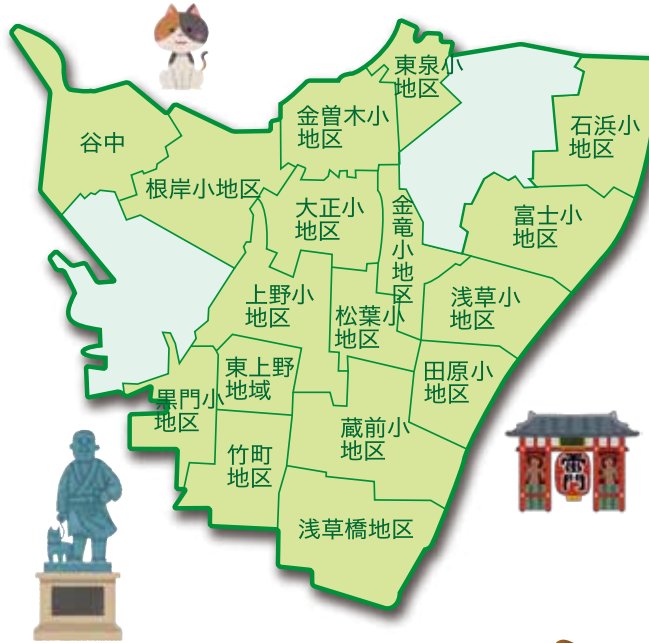 東泉小
地区
金曽木小
地区
石浜小
地区
谷中
根岸小地区
大正小
地区
金竜小地区
富士小
地区
上野小
地区
松葉小
地区
浅草小
地区
東上野
地域
田原小
地区
黒門小
地区
蔵前小
地区
竹町
地区
浅草橋地区
雷門